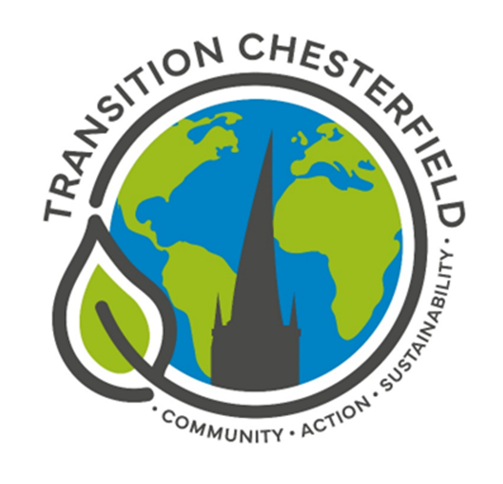 TRANSITION CHESTERFIELD
· COMMUNITY · ACTION · SUSTAINABILITY ·